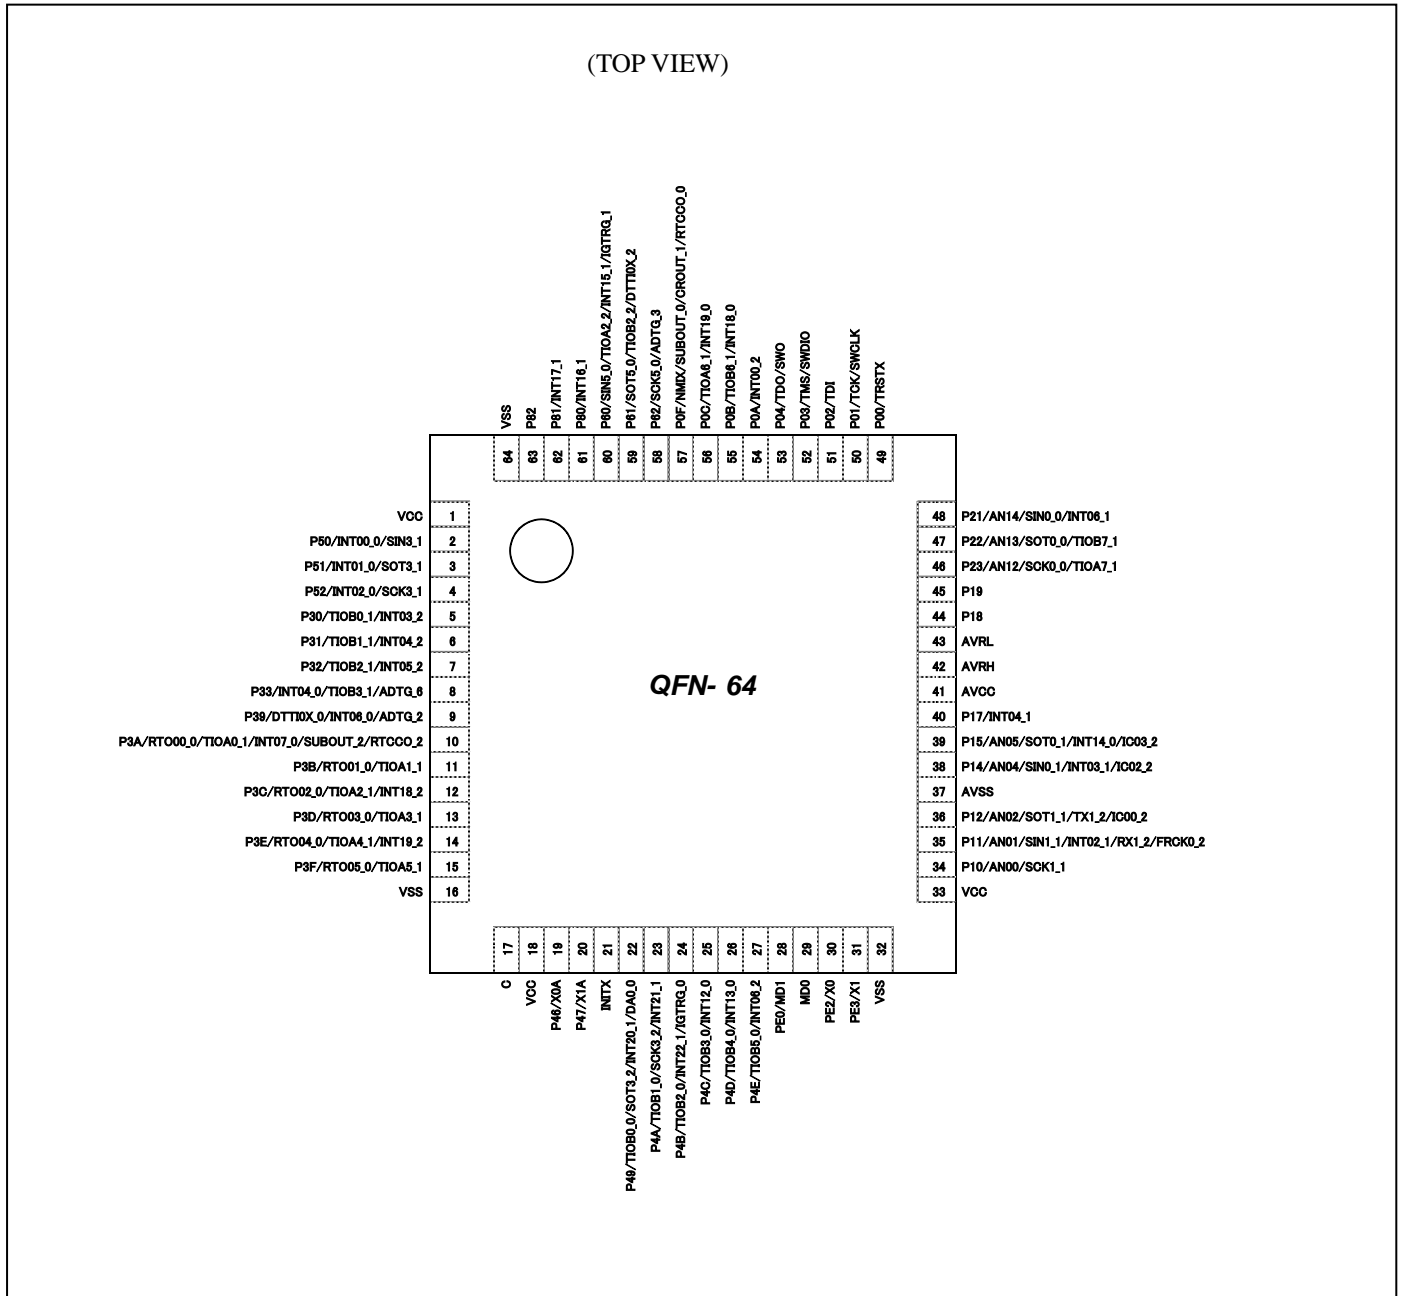 (TOP VIEW)
VSS
P82
P81/INT17_1
P80/INT16_1
P60/SIN5_0/TIOA2_2/INT15_1/IGTRG_1
P61/SOT5_0/TIOB2_2/DTTI0X_2
P62/SCK5_0/ADTG_3
P0F/NMIX/SUBOUT_0/CROUT_1/RTCCO_0
P0C/TIOA6_1/INT19_0
P0B/TIOB6_1/INT18_0
P0A/INT00_2
P04/TDO/SWO
P03/TMS/SWDIO
P02/TDI
P01/TCK/SWCLK
P00/TRSTX
64 63 62 61 60 59 58 57 56 55 54 53 52 51 50 49
VCC 1
P50/INT00_0/SIN3_1 2
P51/INT01_0/SOT3_1 3
P52/INT02_0/SCK3_1 4
P30/TIOB0_1/INT03_2 5
P31/TIOB1_1/INT04_2 6
P32/TIOB2_1/INT05_2 7
P33/INT04_0/TIOB3_1/ADTG_6 8
P39/DTTI0X_0/INT06_0/ADTG_2 9
P3A/RTO00_0/TIOA0_1/INT07_0/SUBOUT_2/RTCCO_2 10
P3B/RTO01_0/TIOA1_1 11
P3C/RTO02_0/TIOA2_1/INT18_2 12
P3D/RTO03_0/TIOA3_1 13
P3E/RTO04_0/TIOA4_1/INT19_2 14
P3F/RTO05_0/TIOA5_1 15
VSS 16
QFN- 64
48 P21/AN14/SIN0_0/INT06_1
47 P22/AN13/SOT0_0/TIOB7_1
46 P23/AN12/SCK0_0/TIOA7_1
45 P19
44 P18
43 AVRL
42 AVRH
41 AVCC
40 P17/INT04_1
39 P15/AN05/SOT0_1/INT14_0/IC03_2
38 P14/AN04/SIN0_1/INT03_1/IC02_2
37 AVSS
36 P12/AN02/SOT1_1/TX1_2/IC00_2
35 P11/AN01/SIN1_1/INT02_1/RX1_2/FRCK0_2
34 P10/AN00/SCK1_1
33 VCC
17 18 19 20 21 22 23 24 25 26 27 28 29 30 31 32
C
VCC
P46/X0A
P47/X1A
INITX
P49/TIOB0_0/SOT3_2/INT20_1/DA0_0
P4A/TIOB1_0/SCK3_2/INT21_1
P4B/TIOB2_0/INT22_1/IGTRG_0
P4C/TIOB3_0/INT12_0
P4D/TIOB4_0/INT13_0
P4E/TIOB5_0/INT06_2
PE0/MD1
MD0
PE2/X0
PE3/X1
VSS